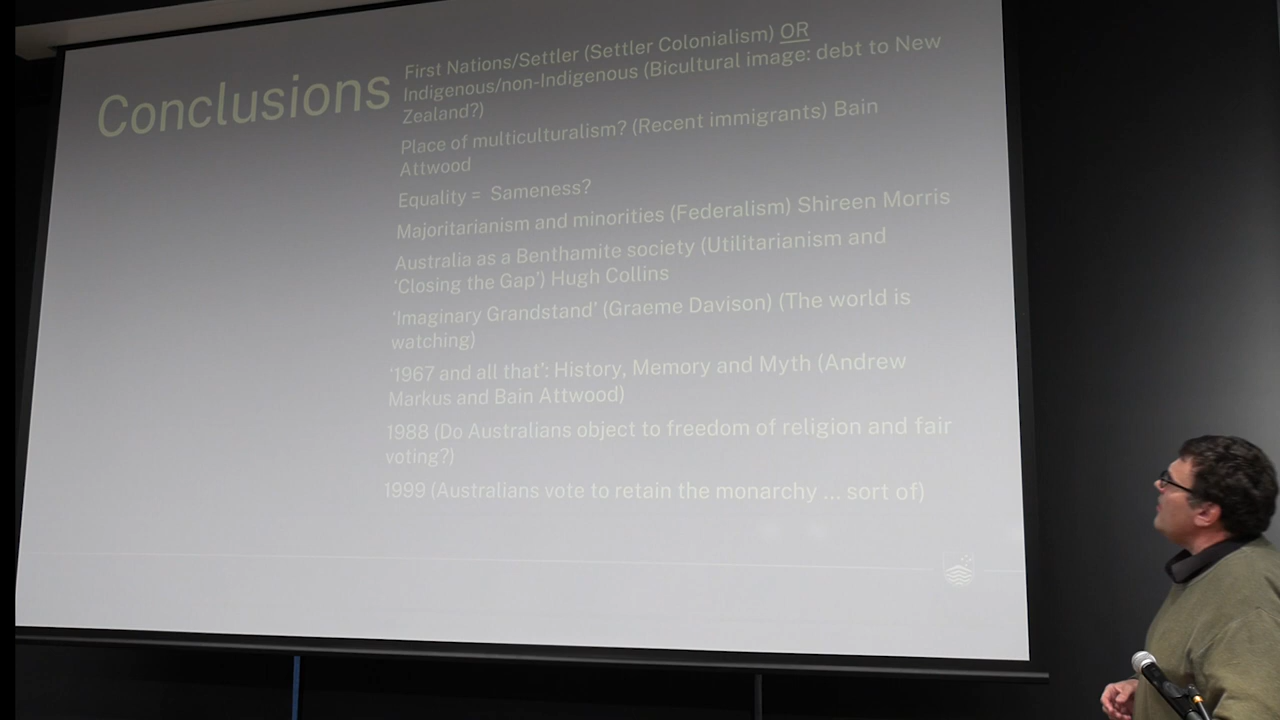 Conclusions
First Nations/Settler (Settler Colonialism) OR
Indigenous/non-Indigenous (Bicultural image: debt to New
Zealand?)
Place of multiculturalism? (Recent immigrants) Bain
Attwood
Equality = Sameness?
Majoritarianism and minorities (Federalism) Shireen Morris
Australia as a Benthamite society (Utilitarianism and
‘Closing the Gap’) Hugh Collins
‘Imaginary Grandstand’ (Graeme Davison) (The world is
watching)
‘1967 and all that’: History, Memory and Myth (Andrew
Markus and Bain Attwood)
1988 (Do Australians object to freedom of religion and fair
voting?)
1999 (Australians vote to retain the monarchy ... sort of)